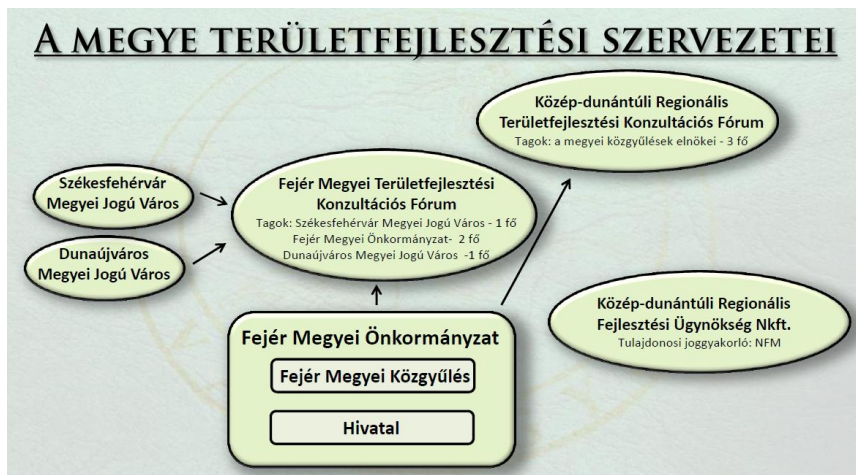 A MEGYE TERÜLETFEJLESZTÉSI SZERVEZETEI
Közép-dunántúli Regionális
Területfejlesztési Konzultációs Fórum
Tagok: a megyei közgyűlések elnökei - 3 fő
Székesfehérvár
Megyei Jogú Város
Fejér Megyei Területfejlesztési
Konzultációs Fórum
Tagok: Székesfehérvár Megyei Jogú Város - 1 fő
Fejér Megyei Önkormányzat- 2 fő
Dunaújváros Megyei Jogú Város -1 fő
Dunaújváros
Megyei Jogú Város
Közép-dunántúli Regionális
Fejlesztési Ügynökség Nkft.
Tulajdonosi joggyakorló: NFM
Fejér Megyei Önkormányzat
Fejér Megyei Közgyűlés
Hivatal